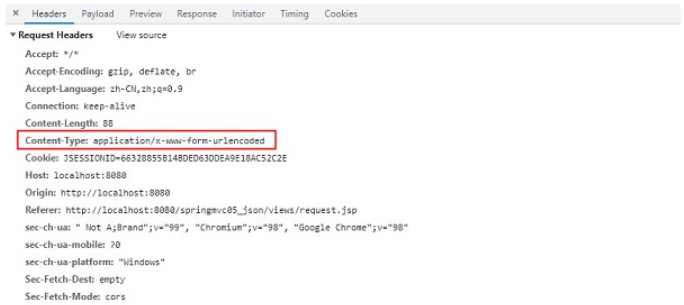 × Headers Payload Preview Response Initiator Timing Cookies
▼ Request Headers View source
Accept: */*
Accept-Encoding: gzip, deflate, br
Accept-Language: zh-CN,zh;q=0.9
Connection: keep-alive
Content-Length: 88
Content-Type: application/x-www-form-urlencoded
Cookie: JSESSIONID=66328855B14BDED63DDEA9E18AC52C2E
Host: localhost:8080
Origin: http://localhost:8080
Referer: http://localhost:8080/springmvc05_json/views/request.jsp
sec-ch-ua: " Not A;Brand";v="99", "Chromium";v="98", "Google Chrome";v="98"
sec-ch-ua-mobile: ?0
sec-ch-ua-platform: "Windows"
Sec-Fetch-Dest: empty
Sec-Fetch-Mode: cors